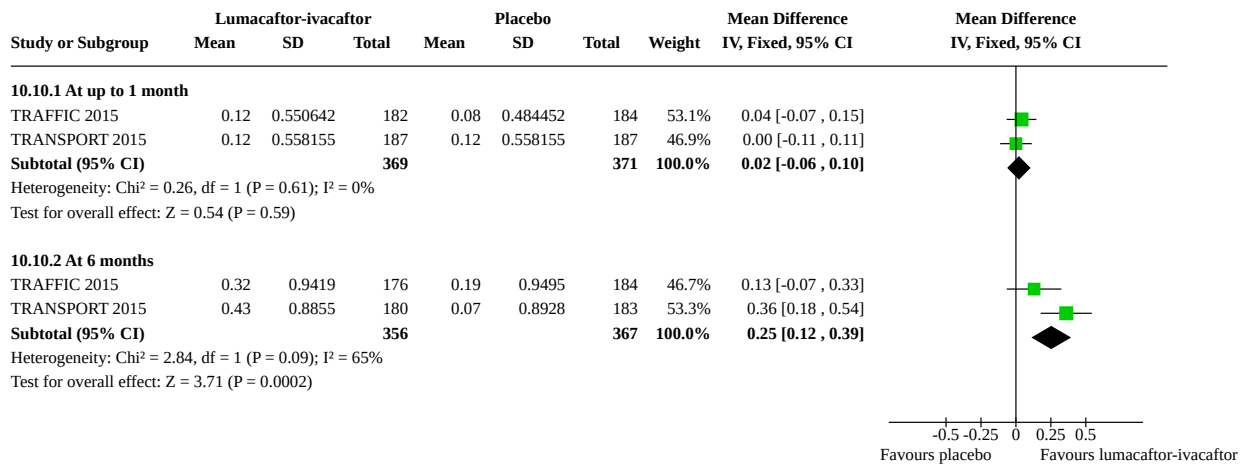 Lumacaftor-ivacaftor Placebo Mean Difference Mean Difference
Study or Subgroup Mean SD Total Mean SD Total Weight IV, Fixed, 95% CI IV, Fixed, 95% CI
10.10.1 At up to 1 month
TRAFFIC 2015 0.12 0.550642 182 0.08 0.484452 184 53.1% 0.04 [-0.07 , 0.15]
TRANSPORT 2015 0.12 0.558155 187 0.12 0.558155 187 46.9% 0.00 [-0.11 , 0.11]
Subtotal (95% CI) 369 371 100.0% 0.02 [-0.06 , 0.10]
Heterogeneity: Chi² = 0.26, df = 1 (P = 0.61); I² = 0%
Test for overall effect: Z = 0.54 (P = 0.59)
10.10.2 At 6 months
TRAFFIC 2015 0.32 0.9419 176 0.19 0.9495 184 46.7% 0.13 [-0.07 , 0.33]
TRANSPORT 2015 0.43 0.8855 180 0.07 0.8928 183 53.3% 0.36 [0.18 , 0.54]
Subtotal (95% CI) 356 367 100.0% 0.25 [0.12 , 0.39]
Heterogeneity: Chi² = 2.84, df = 1 (P = 0.09); I² = 65%
Test for overall effect: Z = 3.71 (P = 0.0002)
-0.5 -0.25 0 0.25 0.5
Favours placebo Favours lumacaftor-ivacaftor